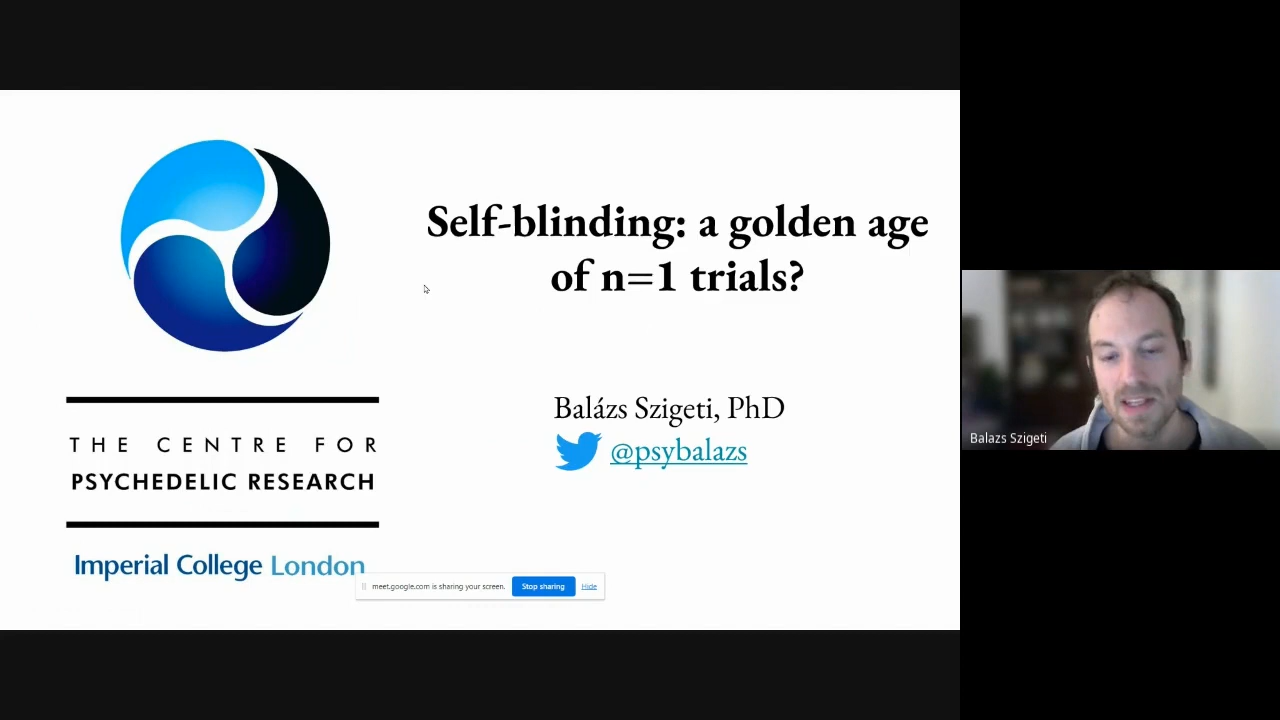 Self-blinding: a golden age
of n=1 trials?
Balázs Szigeti, PhD
@psybalazs
THE CENTRE FOR
PSYCHEDELIC RESEARCH
Imperial College London
meet.google.com is sharing your screen. Stop sharing Hide
Balazs Szigeti